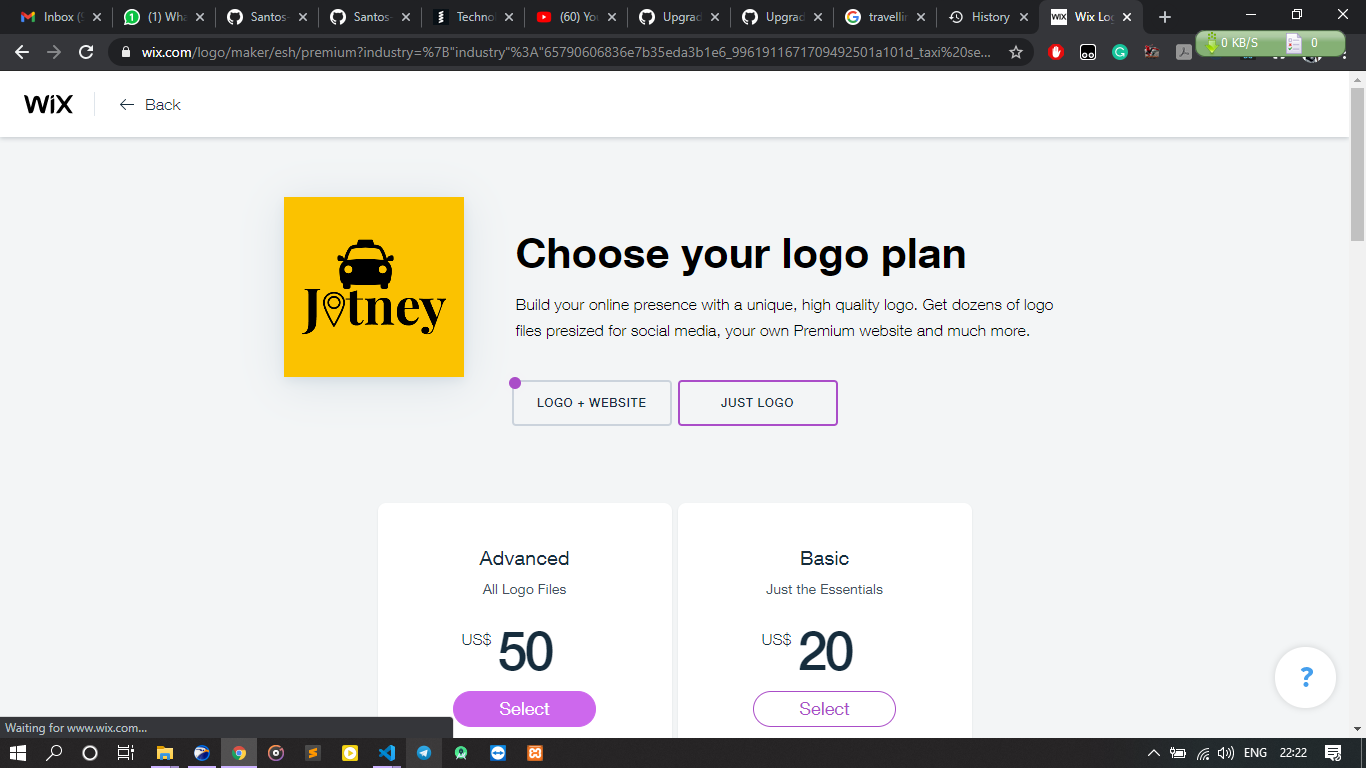 Inbox (9
(1) Wha
Santos-
Santos-
Techno
(60) You
Upgrad
Upgrad
travellin
History
Wix Log
wix.com/logo/maker/esh/premium?industry=%7B"industry"%3A"65790606836e7b35eda3b1e6_9961911671709492501a101d_taxi%20se...
0 KB/S
0
WiX
Back
Jitney
Choose your logo plan
Build your online presence with a unique, high quality logo. Get dozens of logo
files presized for social media, your own Premium website and much more.
LOGO + WEBSITE
JUST LOGO
Advanced
All Logo Files
US$ 50
Select
Basic
Just the Essentials
US$ 20
Select
?
Waiting for www.wix.com...
ENG
22:22